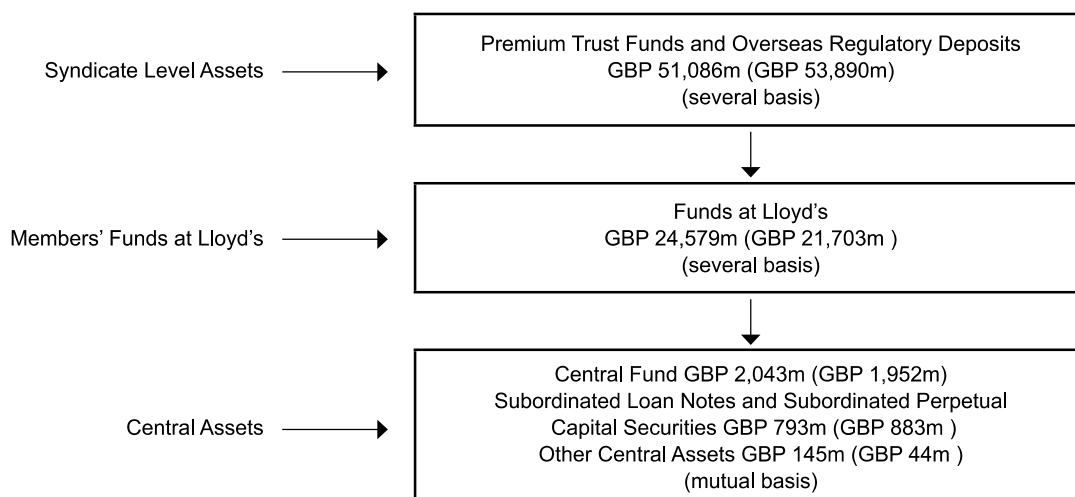 Syndicate Level Assets
Premium Trust Funds and Overseas Regulatory Deposits
GBP 51,086m (GBP 53,890m)
(several basis)
Members’ Funds at Lloyd’s
Funds at Lloyd’s
GBP 24,579m (GBP 21,703m )
(several basis)
Central Assets
Central Fund GBP 2,043m (GBP 1,952m)
Subordinated Loan Notes and Subordinated Perpetual
Capital Securities GBP 793m (GBP 883m )
Other Central Assets GBP 145m (GBP 44m )
(mutual basis)